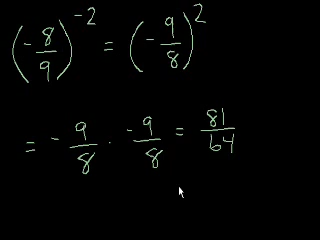 (-8/9)^-2 = (-9/8)^2
= -9/8 · -9/8 = 81/64